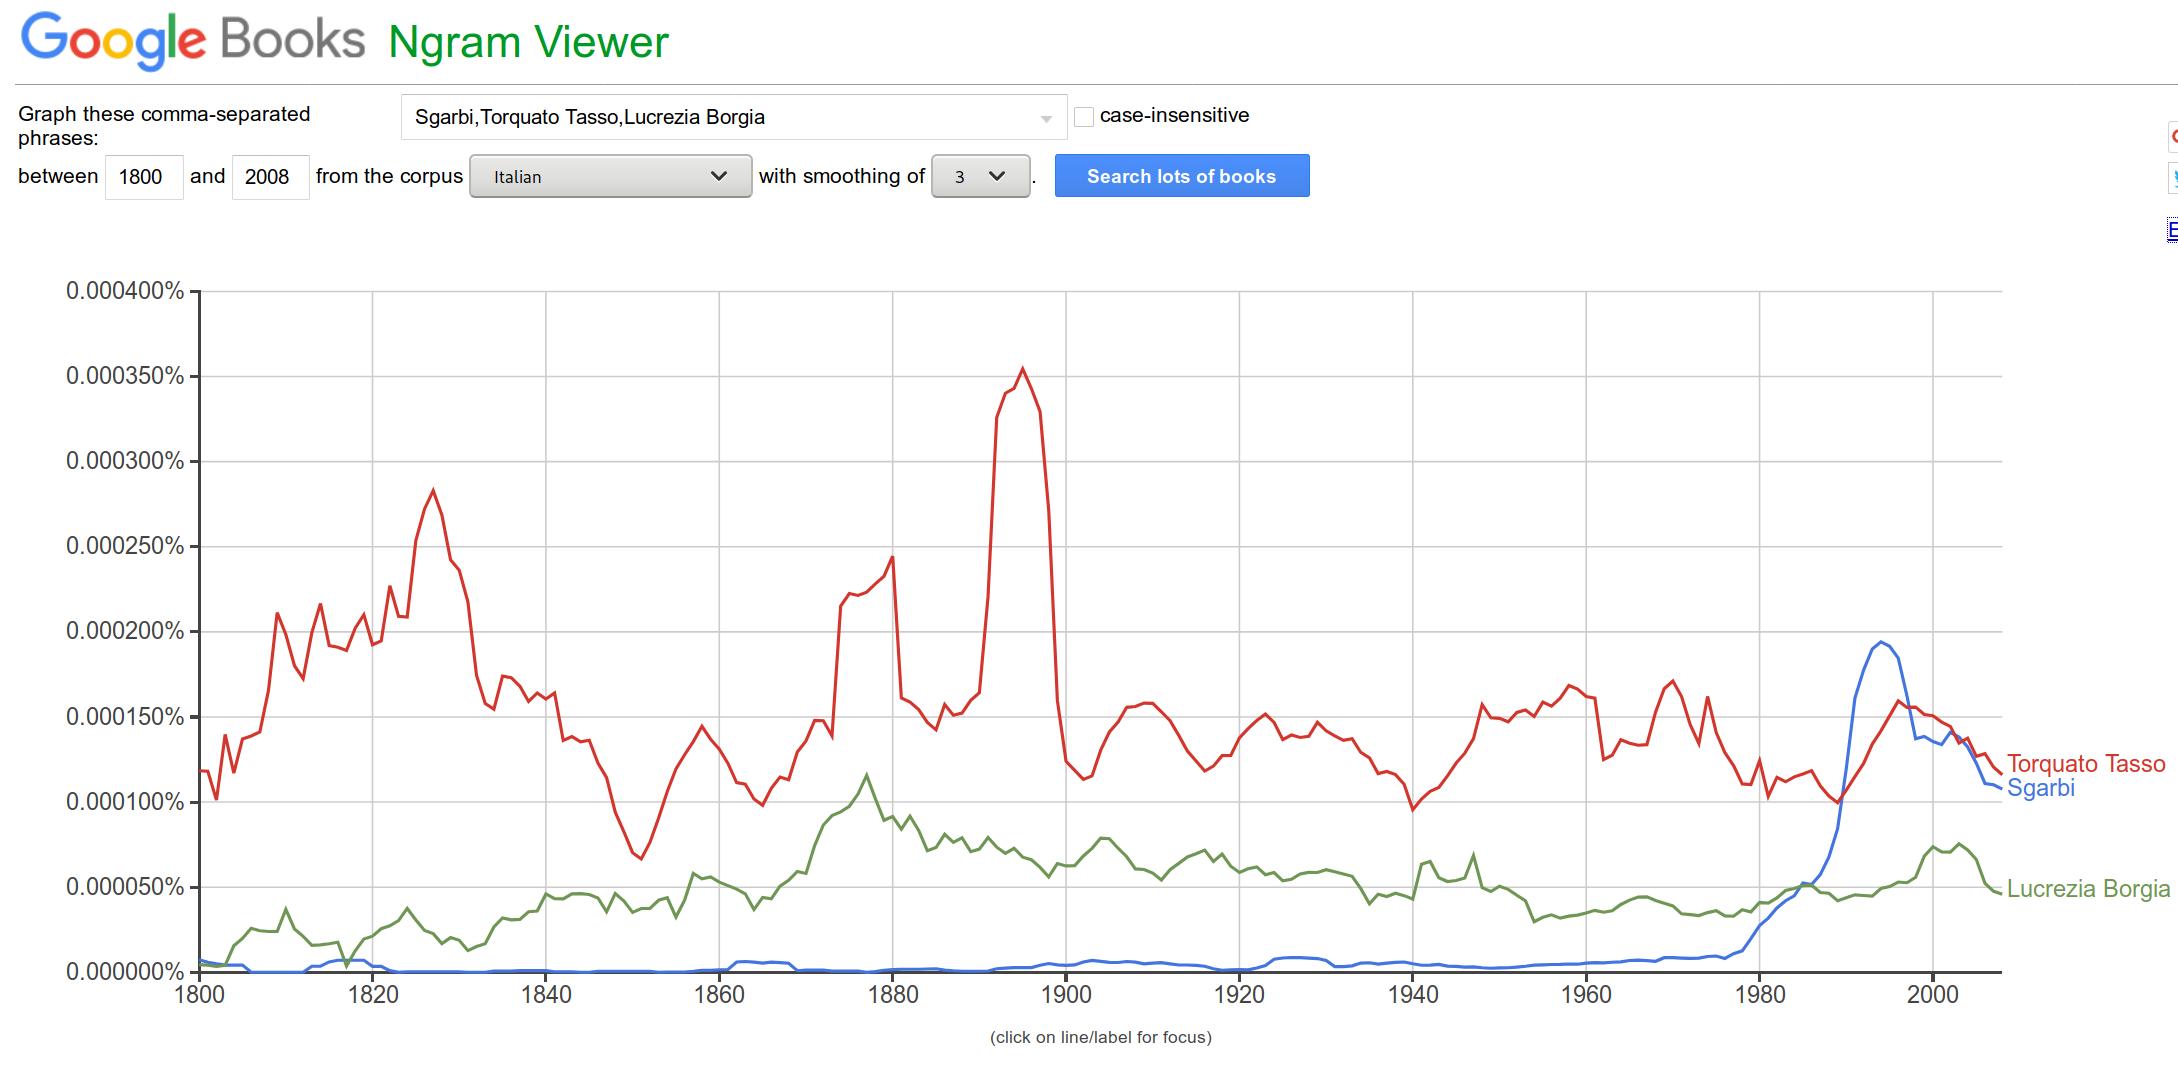 Google Books Ngram Viewer
Graph these comma-separated
phrases:
Sgarbi,Torquato Tasso,Lucrezia Borgia
case-insensitive
between 1800 and 2008 from the corpus Italian with smoothing of 3 . Search lots of books
0.000400%
0.000350%
0.000300%
0.000250%
0.000200%
0.000150%
0.000100%
0.000050%
0.000000%
Torquato Tasso
Sgarbi
Lucrezia Borgia
1800 1820 1840 1860 1880 1900 1920 1940 1960 1980 2000
(click on line/label for focus)